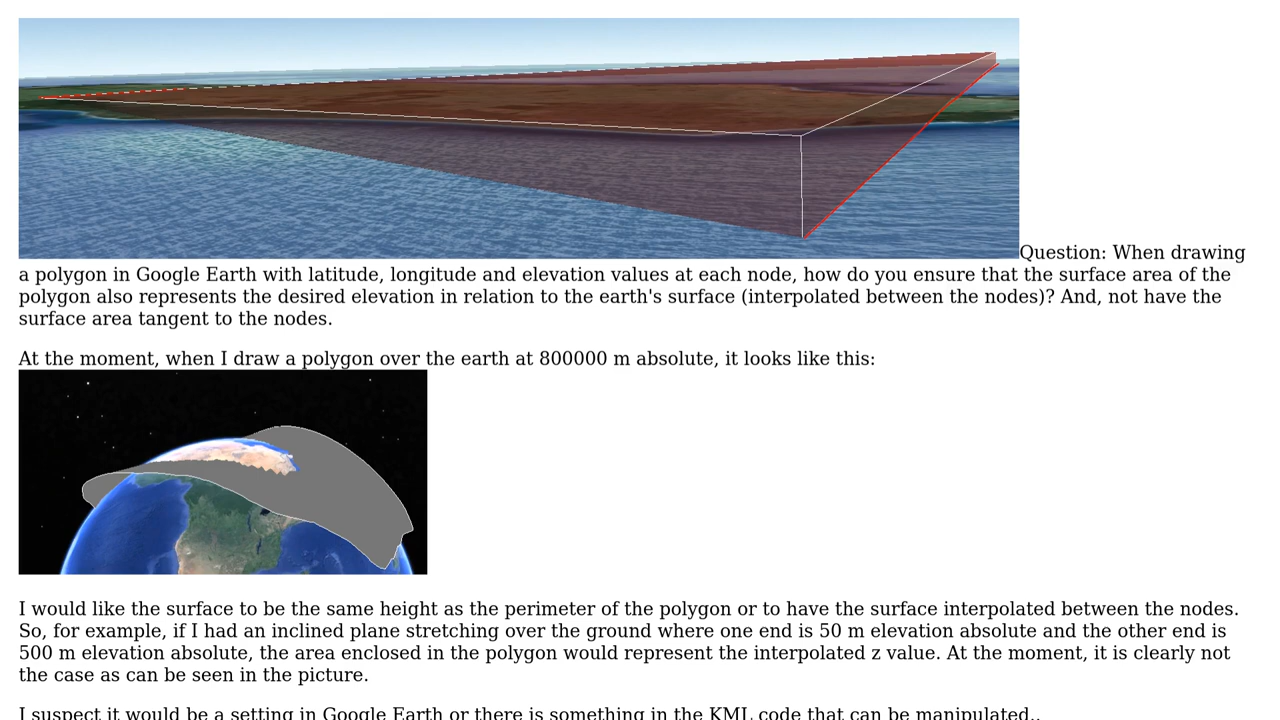 Question: When drawing
a polygon in Google Earth with latitude, longitude and elevation values at each node, how do you ensure that the surface area of the
polygon also represents the desired elevation in relation to the earth's surface (interpolated between the nodes)? And, not have the
surface area tangent to the nodes.
At the moment, when I draw a polygon over the earth at 800000 m absolute, it looks like this:
I would like the surface to be the same height as the perimeter of the polygon or to have the surface interpolated between the nodes.
So, for example, if I had an inclined plane stretching over the ground where one end is 50 m elevation absolute and the other end is
500 m elevation absolute, the area enclosed in the polygon would represent the interpolated z value. At the moment, it is clearly not
the case as can be seen in the picture.
I suspect it would be a setting in Google Earth or there is something in the KML code that can be manipulated..